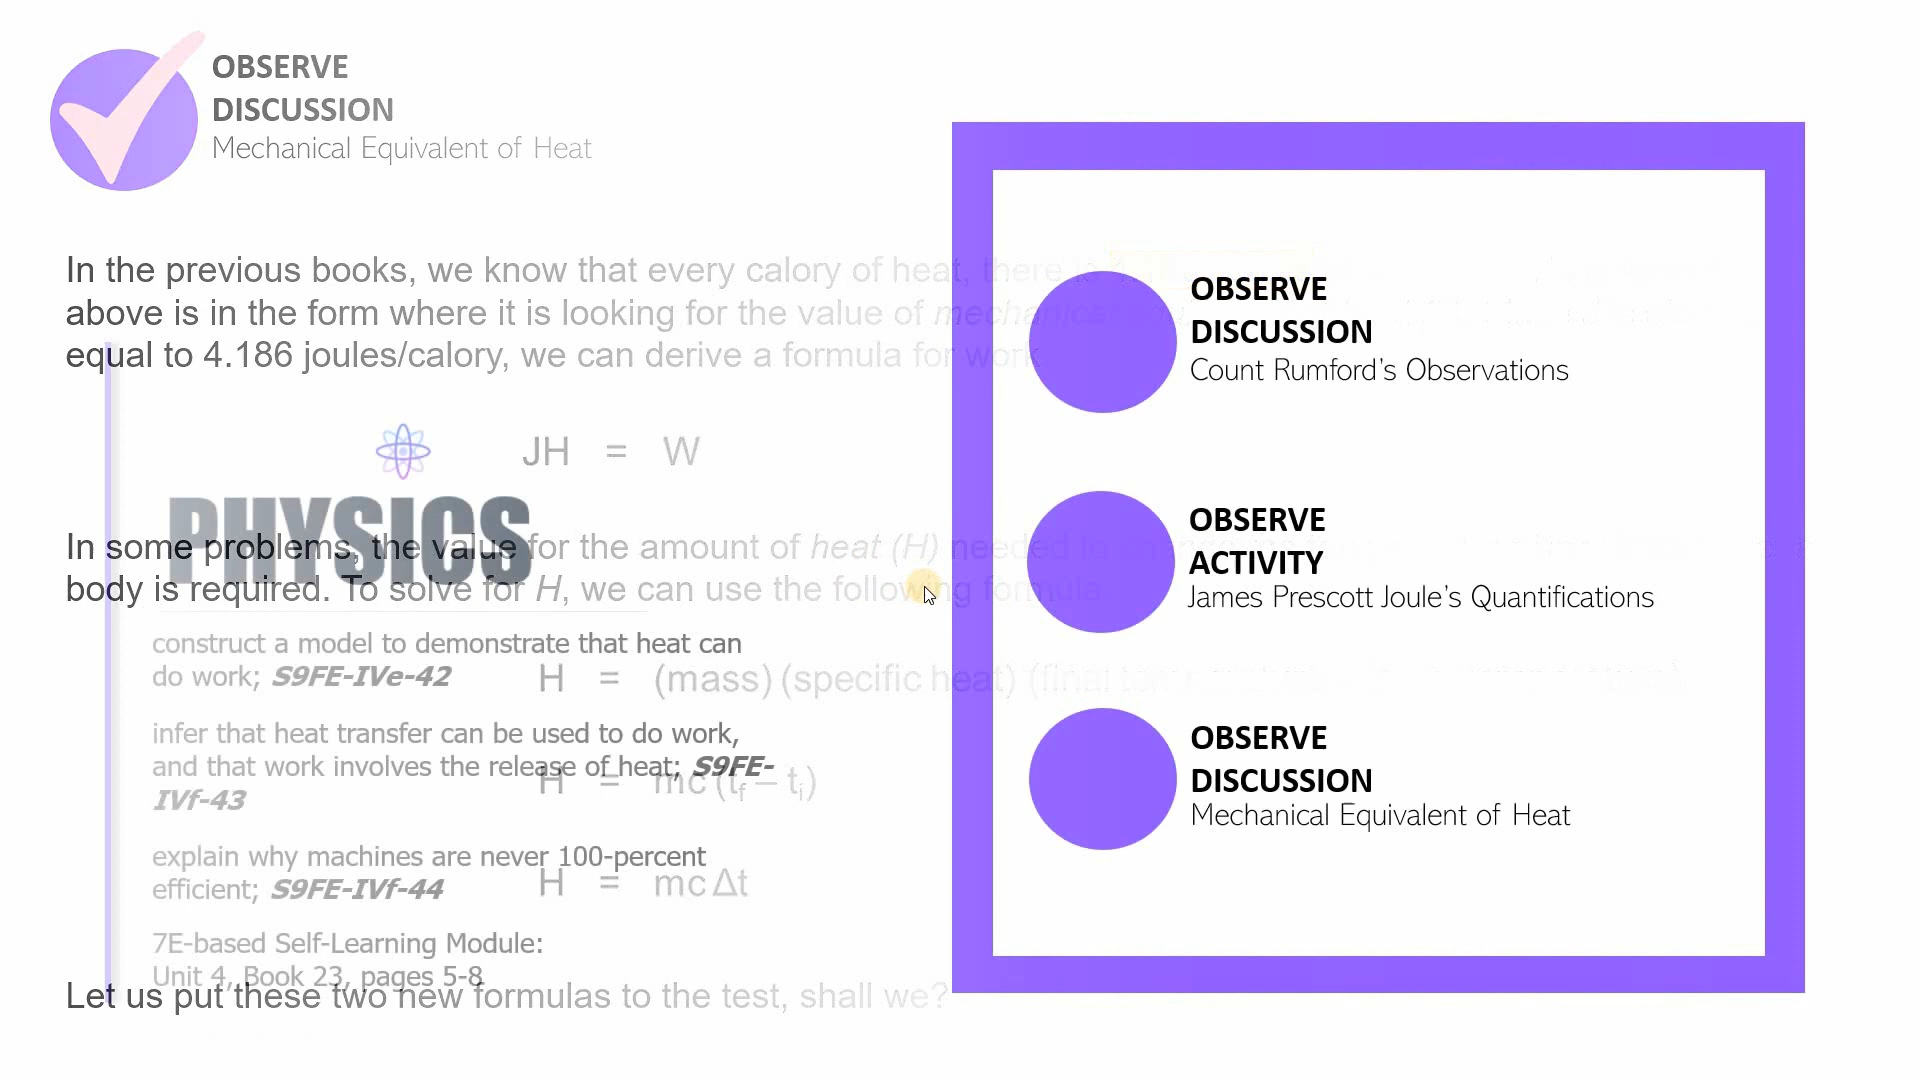 OBSERVE
DISCUSSION
Mechanical Equivalent of Heat
In the previous books, we know that every calory of heat, there is
above is in the form where it is looking for the value of mechanical
equal to 4.186 joules/calory, we can derive a formula for work
JH = W
PHYSICS
In some problems, the value for the amount of heat (H) needed to
body is required. To solve for H, we can use the following formula
construct a model to demonstrate that heat can
do work; S9FE-IVe-42
H = (mass) (specific heat) (final
infer that heat transfer can be used to do work,
and that work involves the release of heat; S9FE-
IVf-43
H = mc (tf – ti)
explain why machines are never 100-percent
efficient; S9FE-IVf-44
H = mc Δt
7E-based Self-Learning Module:
Unit 4, Book 23, pages 5-8
Let us put these two new formulas to the test, shall we?
OBSERVE
DISCUSSION
Count Rumford's Observations
OBSERVE
ACTIVITY
James Prescott Joule's Quantifications
OBSERVE
DISCUSSION
Mechanical Equivalent of Heat